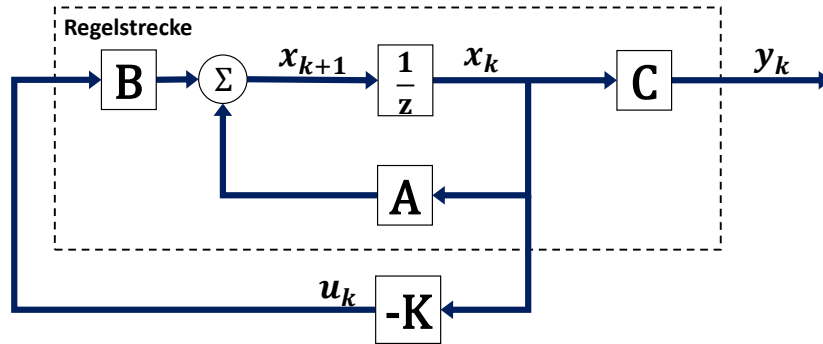 Regelstrecke
B
Σ
x_{k+1}
1
z
x_k
C
y_k
A
u_k
-K